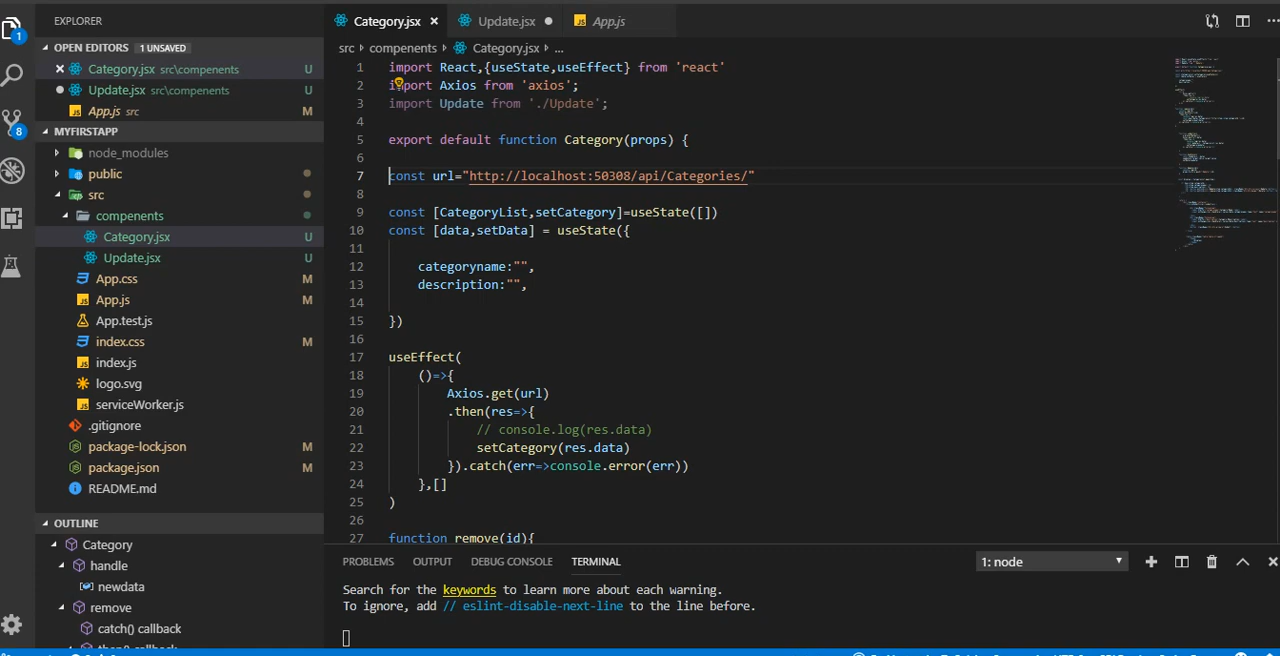 EXPLORER
OPEN EDITORS 1 UNSAVED
Category.jsx src\compenents U
Update.jsx src\compenents U
App.js src M
MYFIRSTAPP
node_modules
public
src
compenents
Category.jsx U
Update.jsx U
App.css M
App.js M
App.test.js
index.css M
index.js
logo.svg
serviceWorker.js
.gitignore
package-lock.json M
package.json M
README.md
OUTLINE
Category
handle
newdata
remove
catch() callback
1
8
Category.jsx Update.jsx App.js
src compenents Category.jsx ...
1 import React,{useState,useEffect} from 'react'
2 import Axios from 'axios';
3 import Update from './Update';
4
5 export default function Category(props) {
6
7 const url="http://localhost:50308/api/Categories/"
8
9 const [CategoryList,setCategory]=useState([])
10 const [data,setData] = useState({
11
12 categoryname:"",
13 description:"",
14
15 })
16
17 useEffect(
18 ()=>{
19 Axios.get(url)
20 .then(res=>{
21 // console.log(res.data)
22 setCategory(res.data)
23 }).catch(err=>console.error(err))
24 },[]
25 )
26
27 function remove(id){
PROBLEMS OUTPUT DEBUG CONSOLE TERMINAL 1: node
Search for the keywords to learn more about each warning.
To ignore, add // eslint-disable-next-line to the line before.